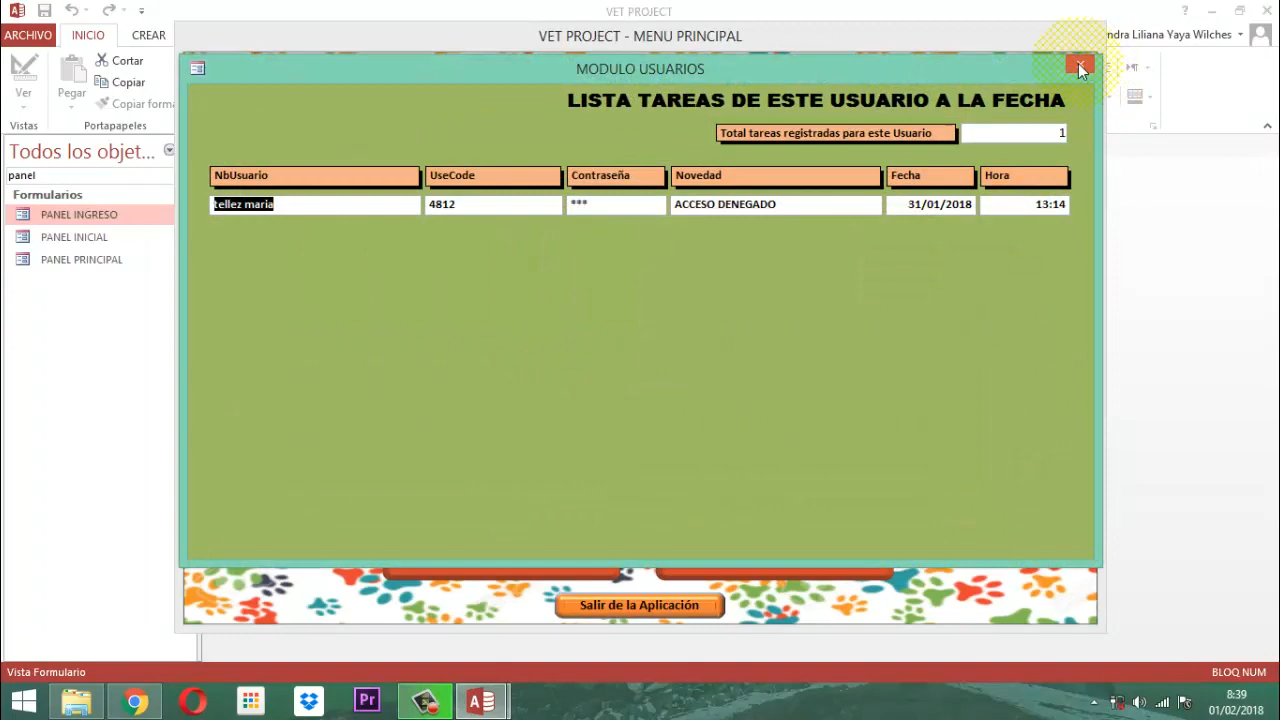 VET PROJECT
?
ARCHIVO
INICIO
CREAR
VET PROJECT - MENU PRINCIPAL
ndra Liliana Yaya Wilches
MODULO USUARIOS
Ver
Pegar
Cortar
Copiar
Copiar forma
Vistas
Portapapeles
LISTA TAREAS DE ESTE USUARIO A LA FECHA
Total tareas registradas para este Usuario 1
Todos los objet...
panel
Formularios
PANEL INGRESO
PANEL INICIAL
PANEL PRINCIPAL
NbUsuario UseCode Contraseña Novedad Fecha Hora
tellez maria 4812 *** ACCESO DENEGADO 31/01/2018 13:14
Salir de la Aplicación
Vista Formulario
BLOQ NUM
Pr
8:39
01/02/2018